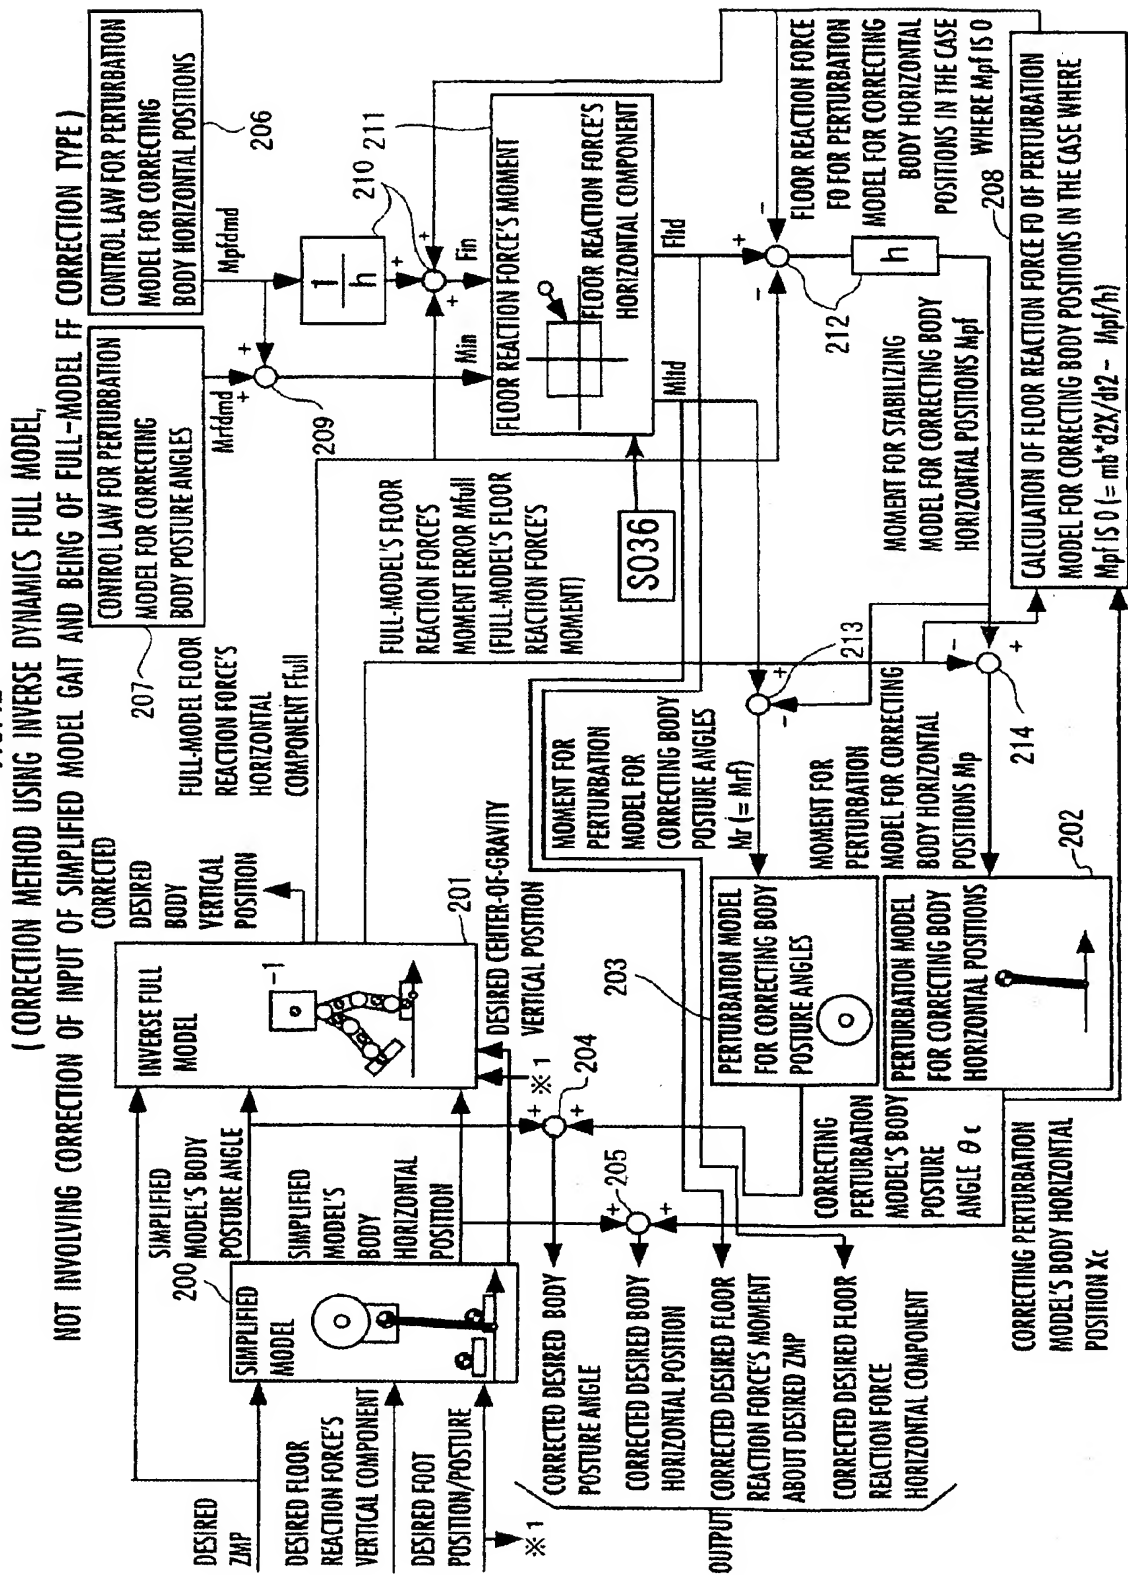 (CORRECTION METHOD USING INVERSE DYNAMICS FULL MODEL,
NOT INVOLVING CORRECTION OF INPUT OF SIMPLIFIED MODEL GAIT AND BEING OF FULL-MODEL FF CORRECTION TYPE)
DESIRED
ZMP
DESIRED FLOOR
REACTION FORCE'S
VERTICAL COMPONENT
DESIRED FOOT
POSITION/POSTURE
※1
200
SIMPLIFIED
MODEL
SIMPLIFIED
MODEL'S BODY
POSTURE ANGLE
SIMPLIFIED
MODEL'S
BODY
HORIZONTAL
POSITION
INVERSE FULL
MODEL
-1
201
※1
DESIRED CENTER-OF-GRAVITY
VERTICAL POSITION
CORRECTED
DESIRED
BODY
VERTICAL
POSITION
FULL-MODEL FLOOR
REACTION FORCE'S
HORIZONTAL
COMPONENT Ffull
207
CONTROL LAW FOR PERTURBATION
MODEL FOR CORRECTING
BODY POSTURE ANGLES
CONTROL LAW FOR PERTURBATION
MODEL FOR CORRECTING
BODY HORIZONTAL POSITIONS
206
Mrfdmd
Mpfdmd
+
+
209
1
h
210
+
+
+
Min
Fin
211
FULL-MODEL'S FLOOR
REACTION FORCE'S
MOMENT ERROR Mfull
(FULL-MODEL'S FLOOR
REACTION FORCE'S
MOMENT)
FLOOR REACTION FORCE'S MOMENT
FLOOR REACTION FORCE'S
HORIZONTAL COMPONENT
S036
Mltd
Fltd
+
-
-
212
h
FLOOR REACTION FORCE
F0 FOR PERTURBATION
MODEL FOR CORRECTING
BODY HORIZONTAL
POSITIONS IN THE CASE
WHERE Mpf IS 0
MOMENT FOR STABILIZING
MODEL FOR CORRECTING BODY
HORIZONTAL POSITIONS Mpf
208
CALCULATION OF FLOOR REACTION FORCE F0 OF PERTURBATION
MODEL FOR CORRECTING BODY POSITIONS IN THE CASE WHERE
Mpf IS 0 (= mb*d2X/dt2 - Mpf/h)
213
+
-
214
-
+
MOMENT FOR
PERTURBATION
MODEL FOR
CORRECTING BODY
POSTURE ANGLES
Mr (= Mrf)
MOMENT FOR
PERTURBATION
MODEL FOR CORRECTING
BODY HORIZONTAL
POSITIONS Mp
203
PERTURBATION MODEL
FOR CORRECTING BODY
POSTURE ANGLES
202
PERTURBATION MODEL
FOR CORRECTING BODY
HORIZONTAL POSITIONS
204
+
+
205
+
+
CORRECTING
PERTURBATION
MODEL'S BODY
POSTURE
ANGLE θc
CORRECTING PERTURBATION
MODEL'S BODY HORIZONTAL
POSITION Xc
OUTPUT
CORRECTED DESIRED BODY
POSTURE ANGLE
CORRECTED DESIRED BODY
HORIZONTAL POSITION
CORRECTED DESIRED FLOOR
REACTION FORCE'S MOMENT
ABOUT DESIRED ZMP
CORRECTED DESIRED FLOOR
REACTION FORCE
HORIZONTAL COMPONENT